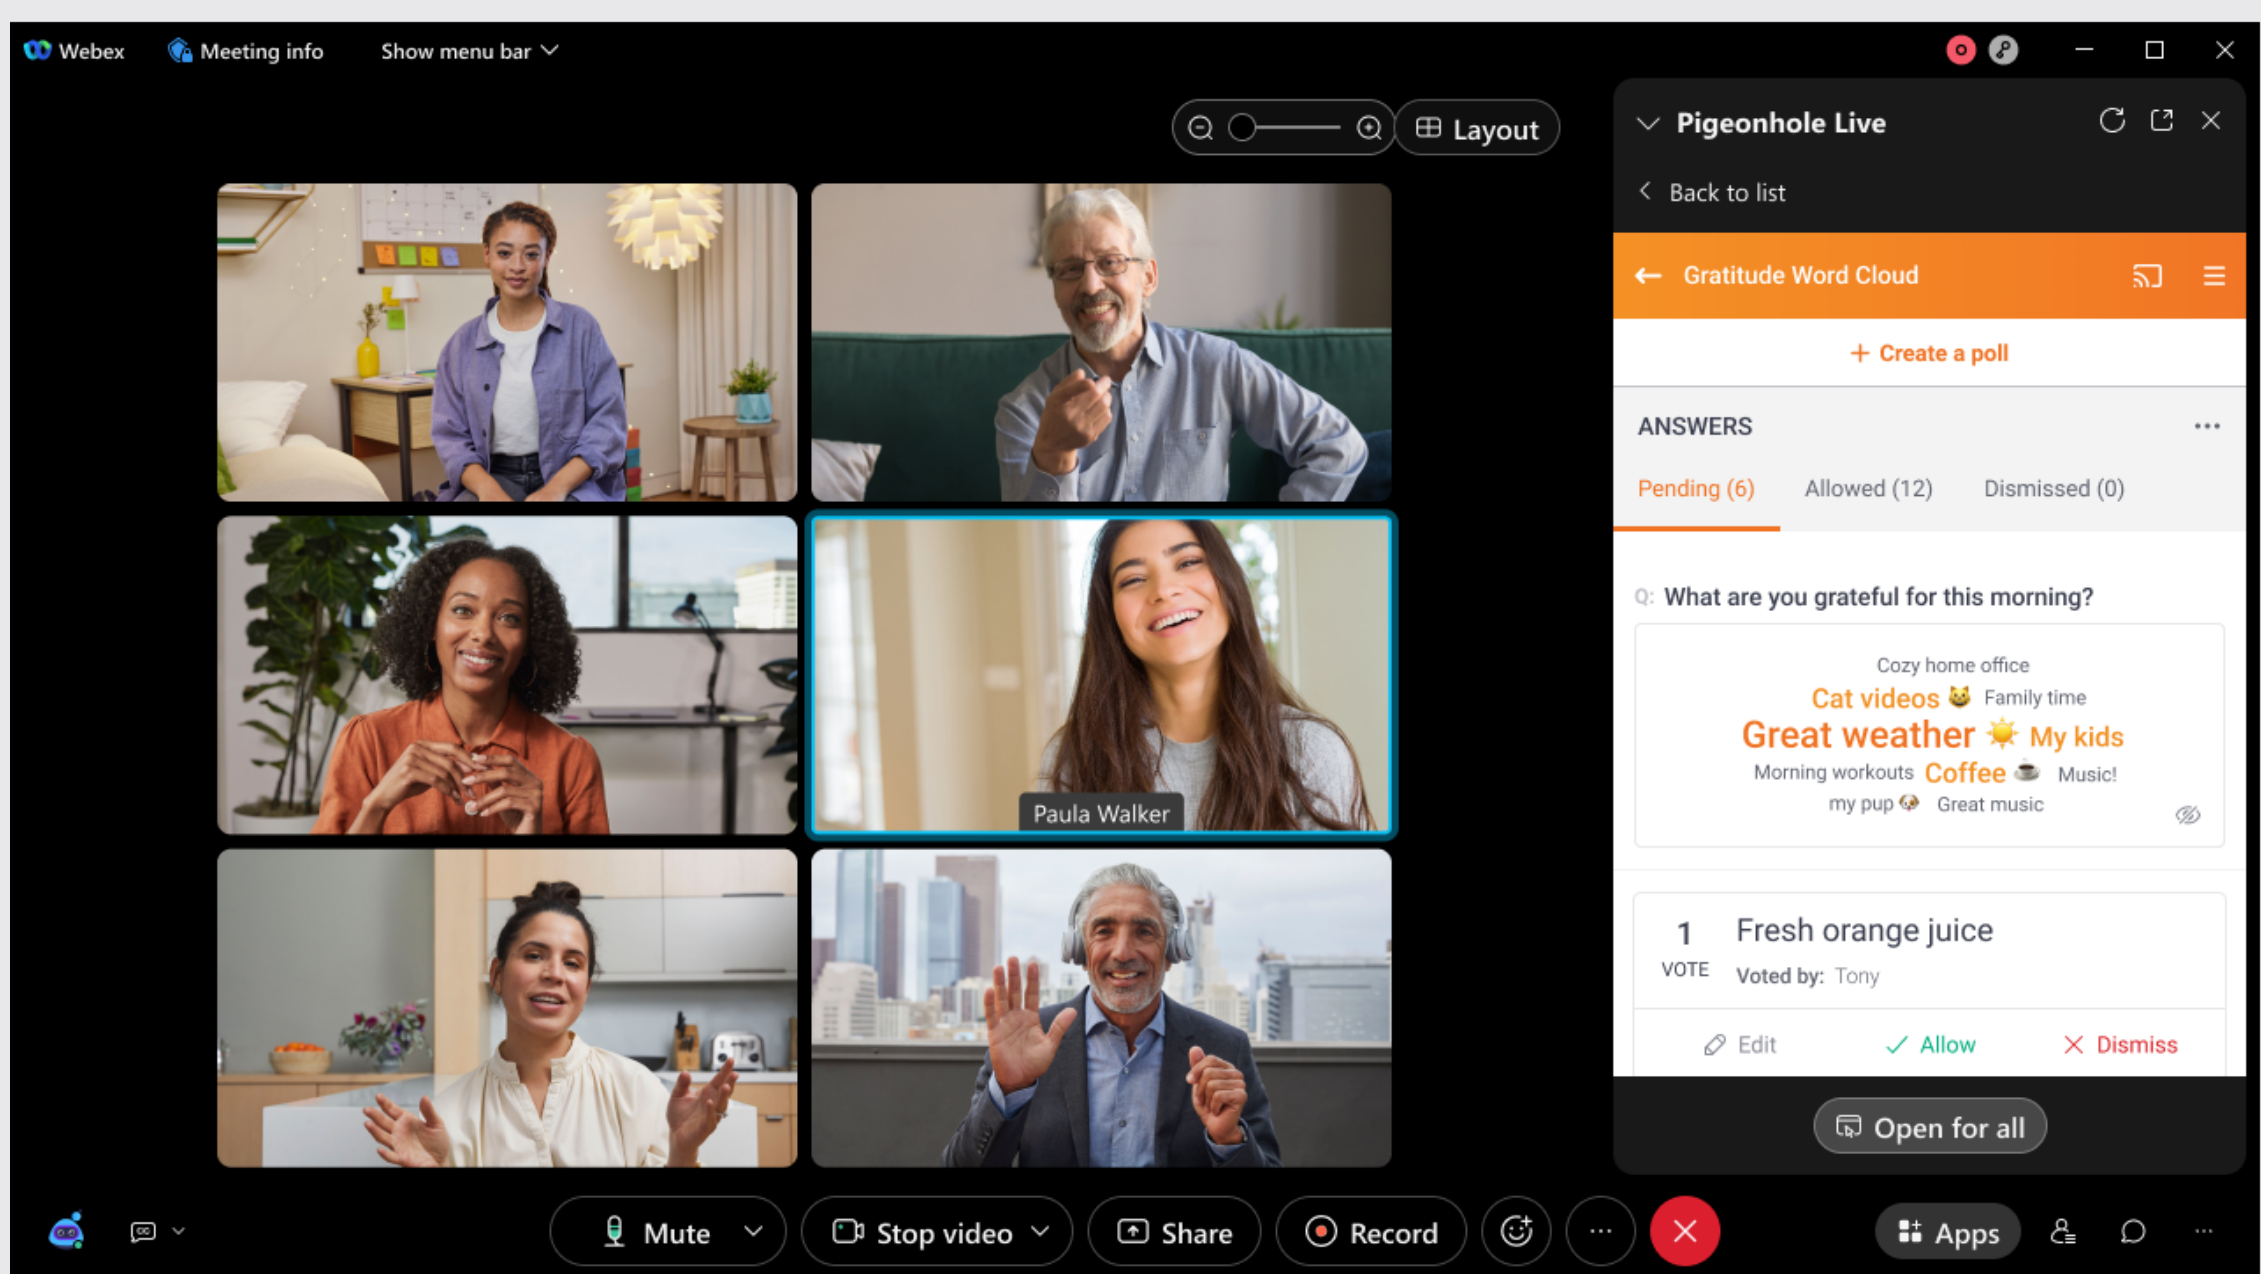 Webex Meeting info Show menu bar
Layout
Pigeonhole Live
Back to list
Gratitude Word Cloud
+ Create a poll
ANSWERS
Pending (6) Allowed (12) Dismissed (0)
Q: What are you grateful for this morning?
Cozy home office
Cat videos 😺 Family time
Great weather ☀️ My kids
Morning workouts Coffee ☕ Music!
my pup 🐶 Great music
1 Fresh orange juice
VOTE Voted by: Tony
Edit Allow Dismiss
Open for all
Paula Walker
Mute Stop video Share Record Apps